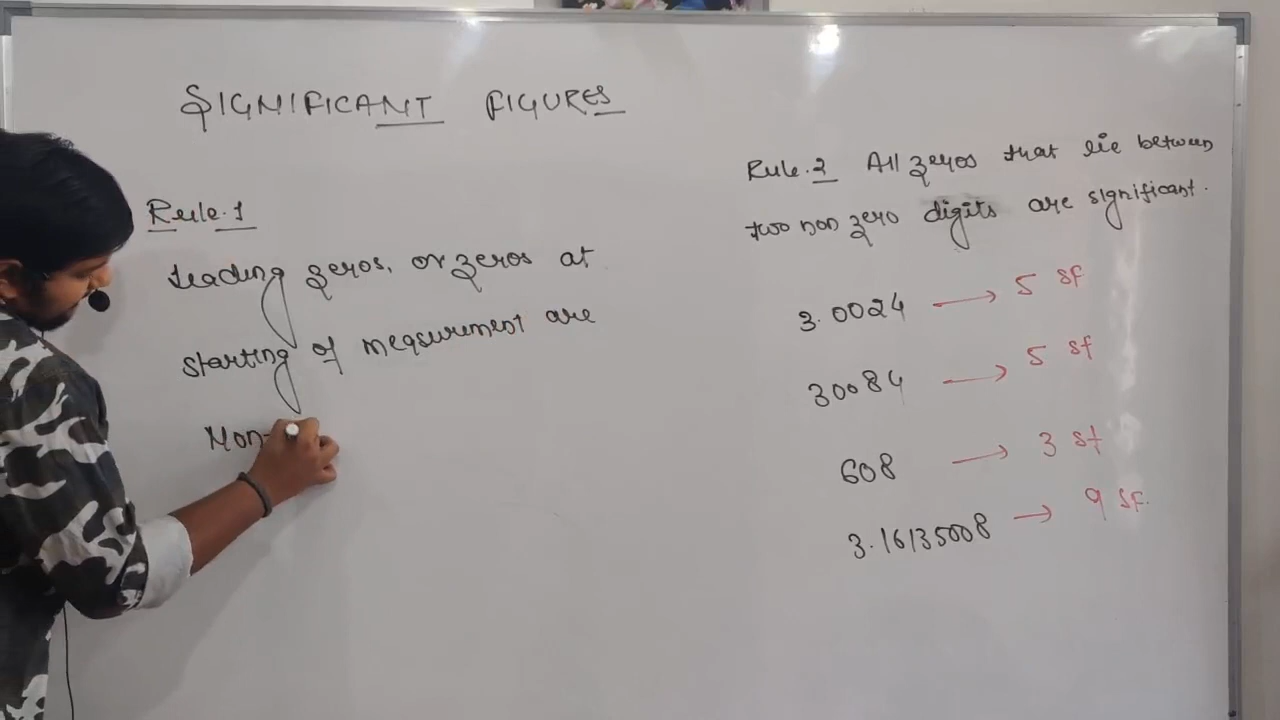 SIGNIFICANT FIGURES
Rule.1
Leading zeros, or zeros at
starting of measurement are
Non-
Rule.2 All zeros that lie between
two non zero digits are significant.
3.0024 → 5 sf
30084 → 5 sf
608 → 3 sf
3.16135008 → 9 sf.